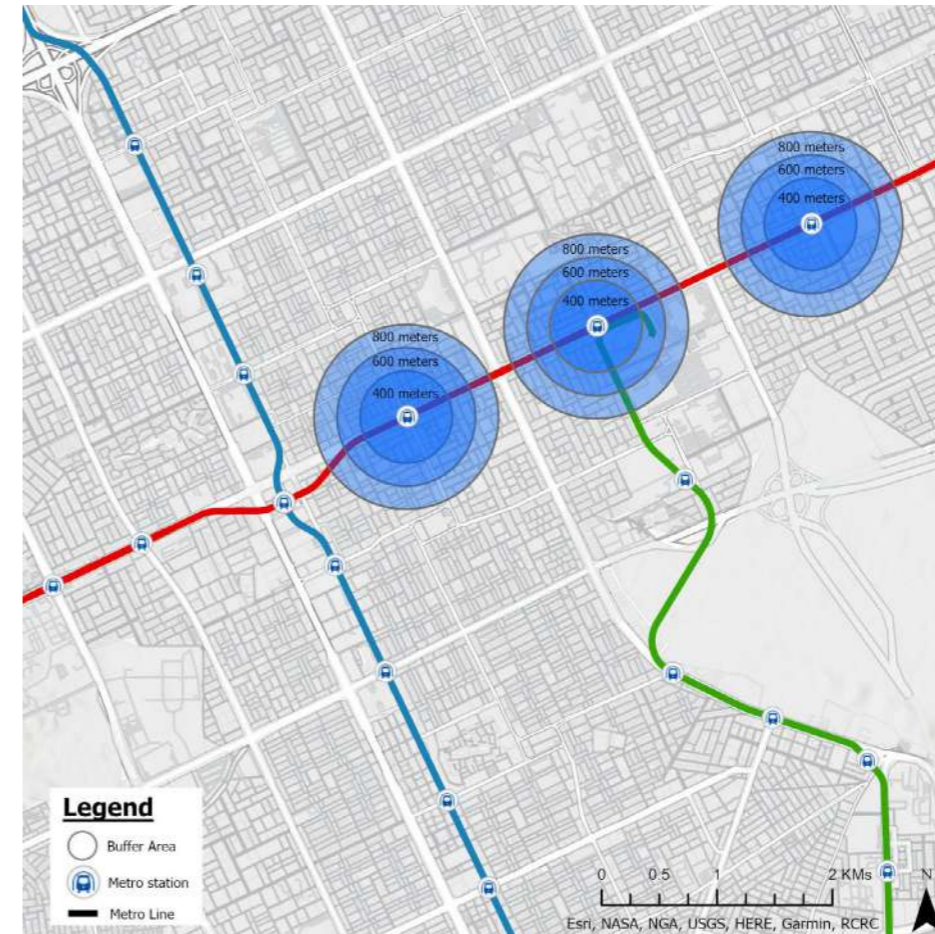 800 meters
600 meters
400 meters
800 meters
600 meters
400 meters
800 meters
600 meters
400 meters
Legend
Buffer Area
Metro station
Metro Line
0 0 5 1 2 KMs
N
Esri, NASA, NGA, USGS, HERE, Garmin, RCRC